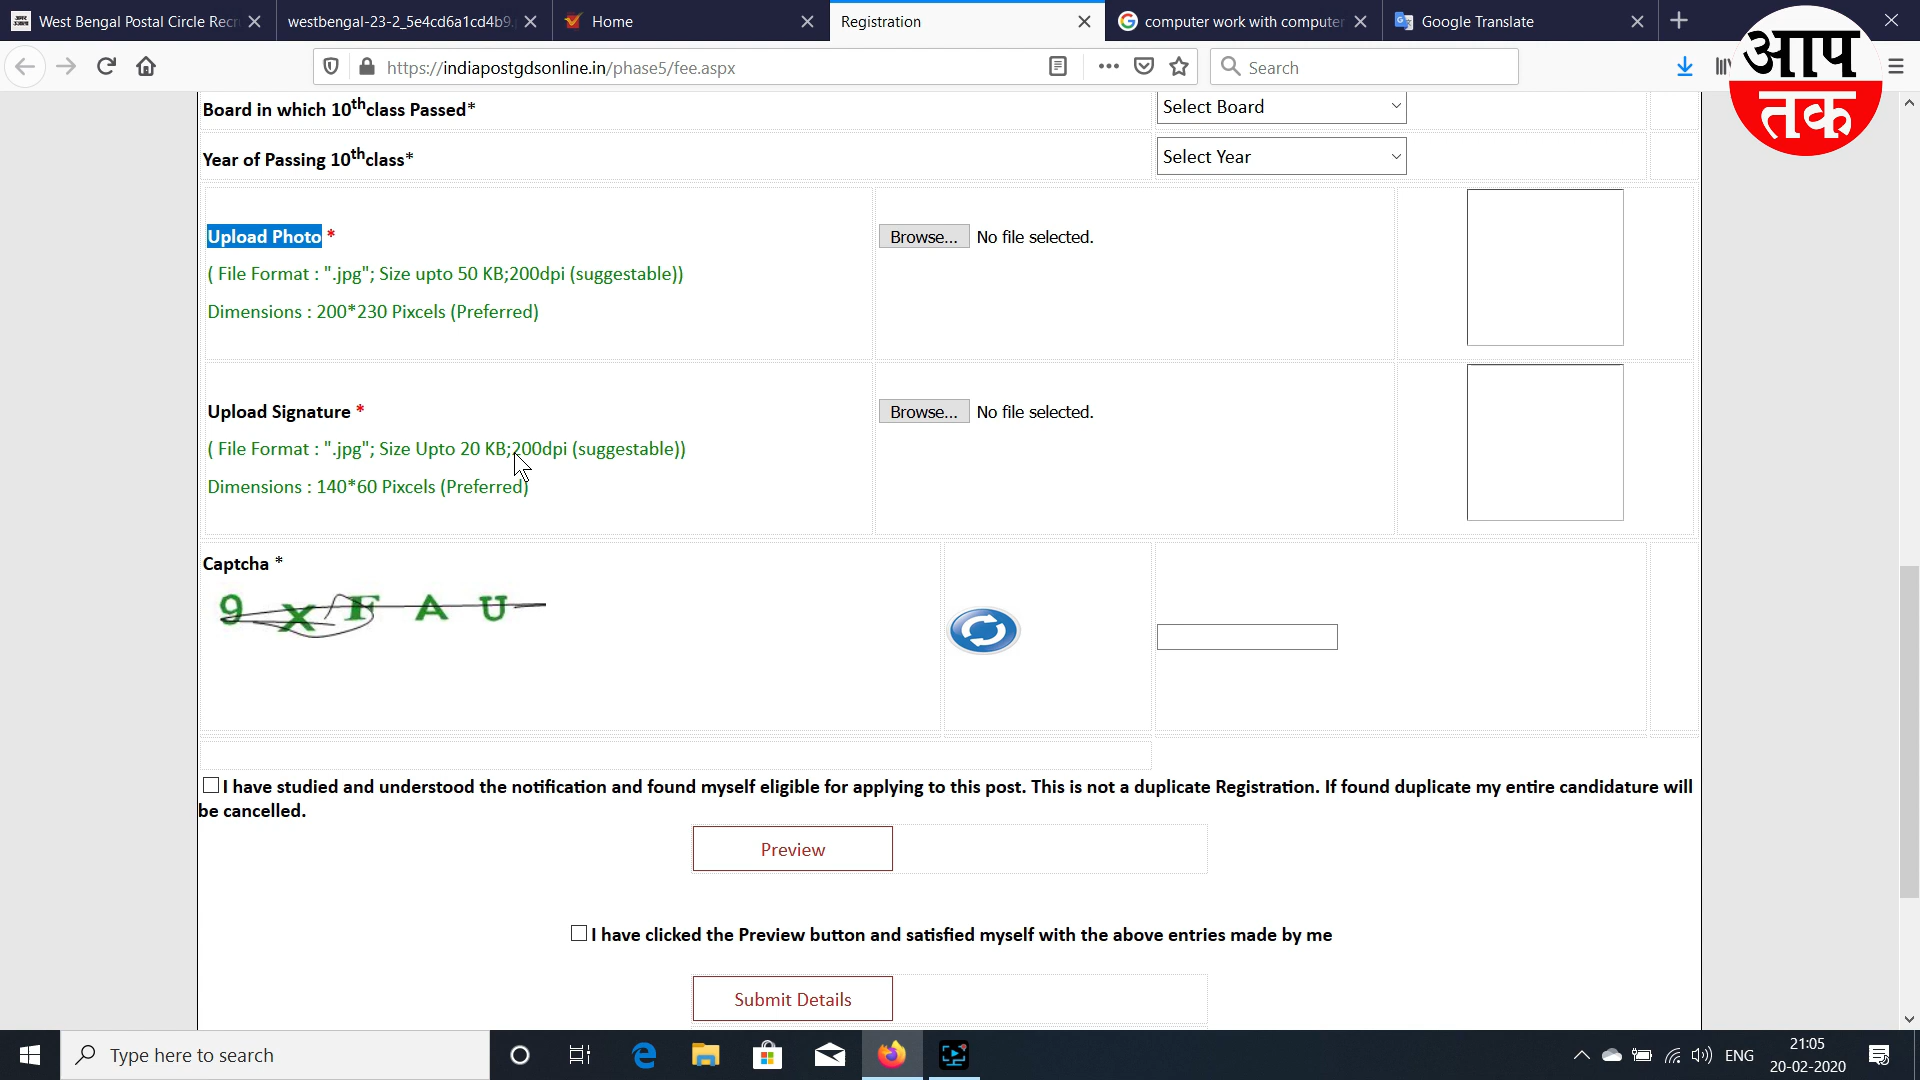 West Bengal Postal Circle Recr
westbengal-23-2_5e4cd6a1cd4b9.
Home
Registration
computer work with computer
Google Translate
https://indiapostgdsonline.in/phase5/fee.aspx
Search
आप
तक
Board in which 10th class Passed*
Select Board
Year of Passing 10th class*
Select Year
Upload Photo *
Browse... No file selected.
( File Format : ".jpg"; Size upto 50 KB;200dpi (suggestable))
Dimensions : 200*230 Pixcels (Preferred)
Upload Signature *
Browse... No file selected.
( File Format : ".jpg"; Size Upto 20 KB;200dpi (suggestable))
Dimensions : 140*60 Pixcels (Preferred)
Captcha *
9 X F A U
I have studied and understood the notification and found myself eligible for applying to this post. This is not a duplicate Registration. If found duplicate my entire candidature will
be cancelled.
Preview
I have clicked the Preview button and satisfied myself with the above entries made by me
Submit Details
Type here to search
ENG
21:05
20-02-2020